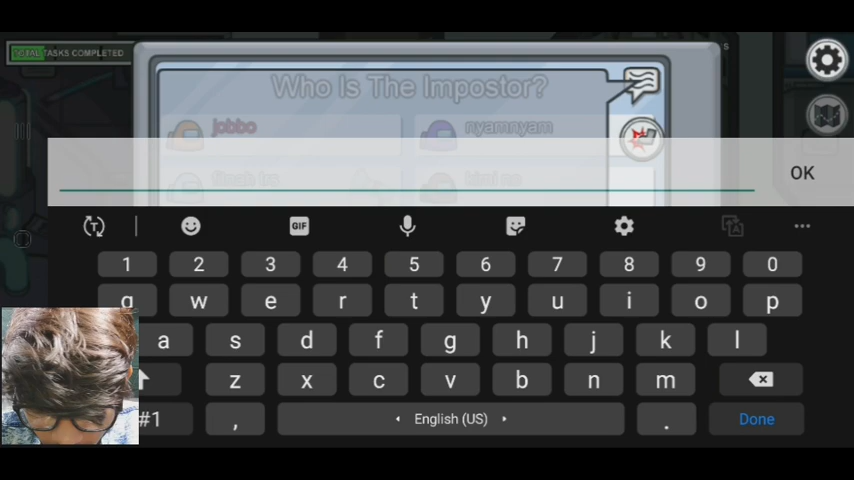 TOTAL TASKS COMPLETED
Who Is The Impostor?
jobbo
nyamnyam
OK
GIF
1 2 3 4 5 6 7 8 9 0
q w e r t y u i o p
a s d f g h j k l
z x c v b n m
#1 , English (US) . Done